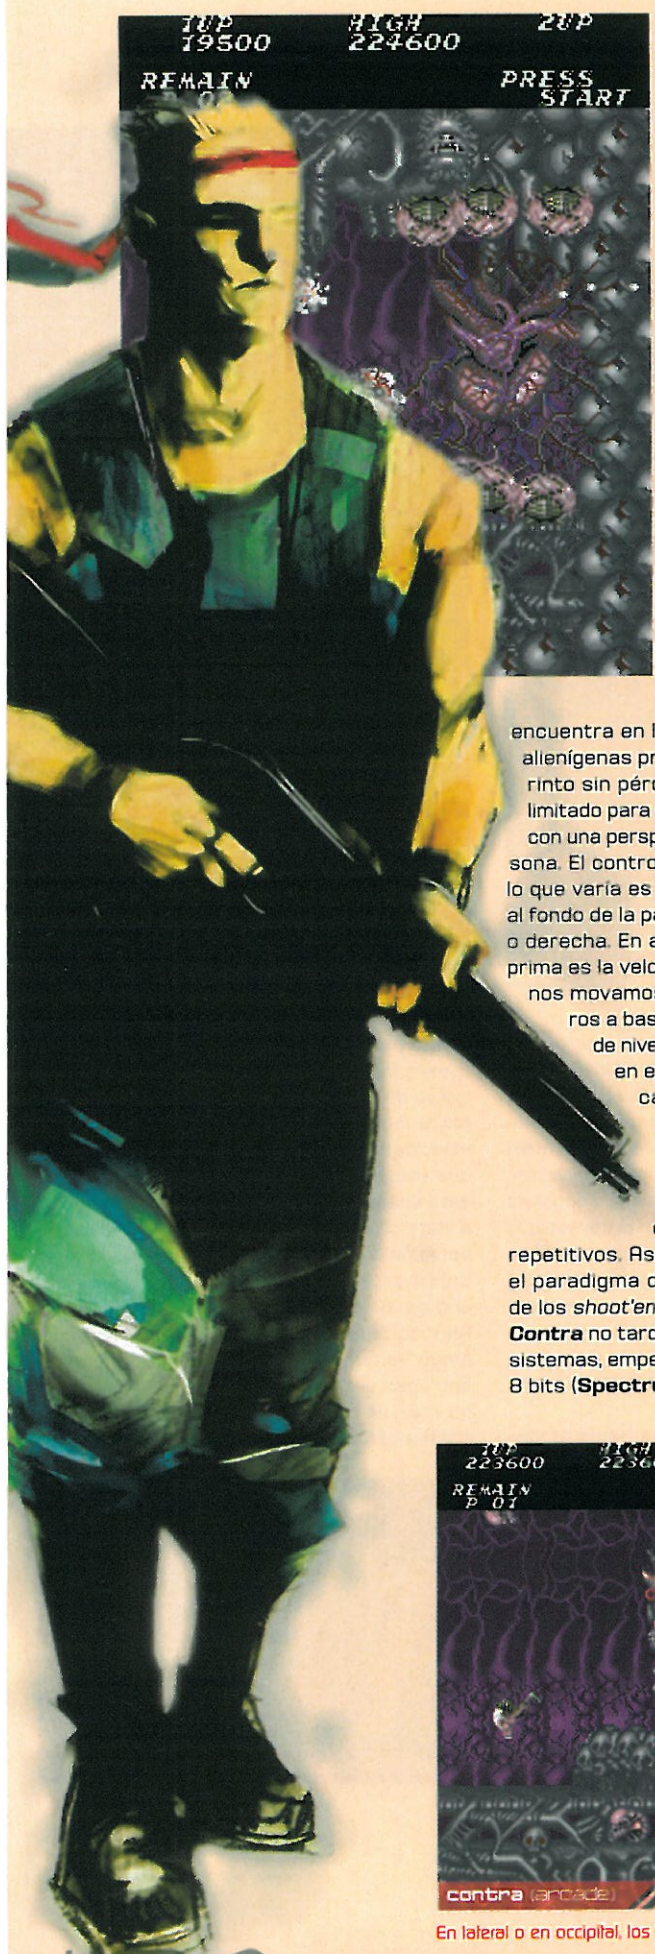 1UP HIGH 2UP
19500 224600
REMAIN PRESS
START
encuentra en l
alienígenas pr
rinto sin pérd
limitado para
con una persp
sona. El contro
lo que varía es
al fondo de la pa
o derecha. En a
prima es la velo
nos movamos
ros a bas
de nive
en e
ca
repetitivos. As
el paradigma d
de los shoot'em
Contra no tard
sistemas, empe
8 bits (Spectru
1UP HIGH
223600 2236
REMAIN
P 01
contra (arcade)
En lateral o en occipital, los